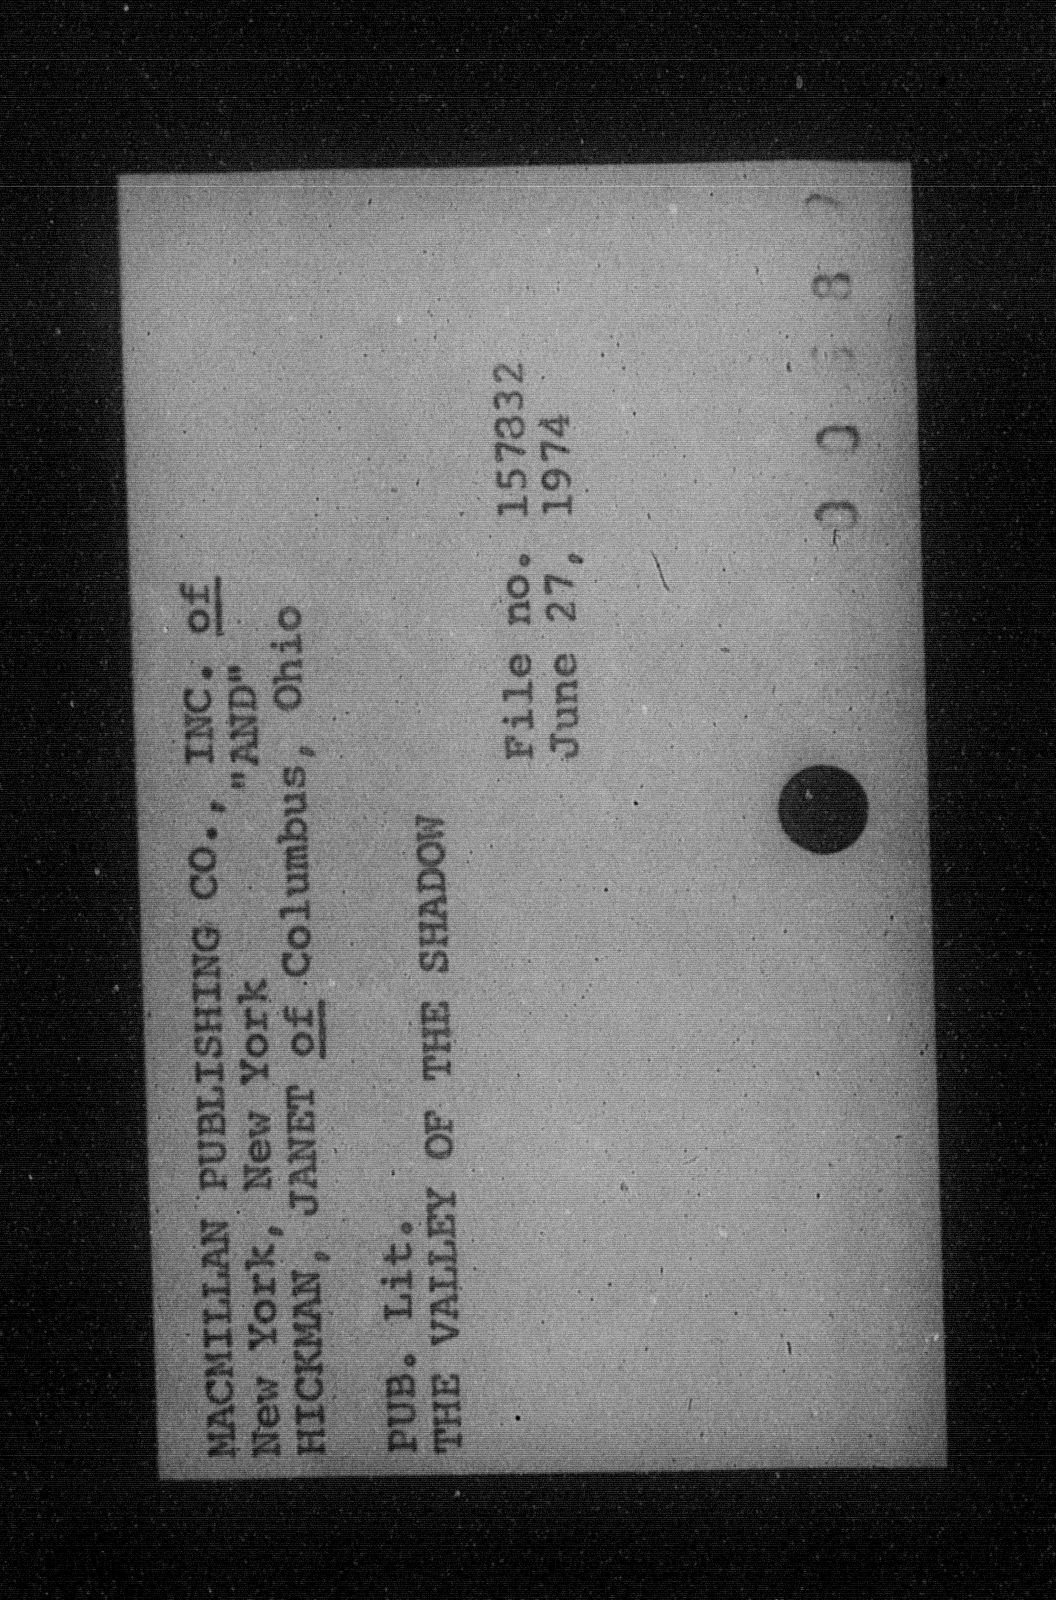 MACMILLAN PUBLISHING CO., INC. of
New York, New York "AND"
HICKMAN, JANET of Columbus, Ohio
PUB. Lit.
THE VALLEY OF THE SHADOW
File no. 157832
June 27, 1974